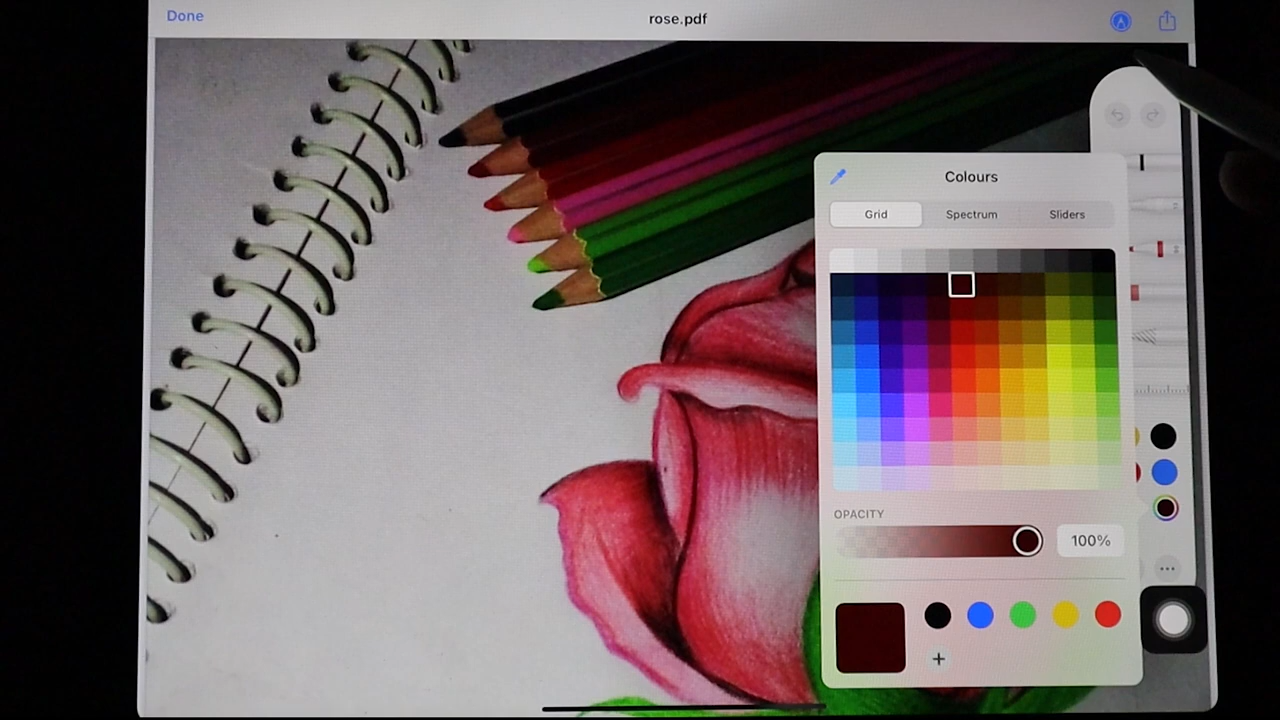 Done
rose.pdf
Colours
Grid
Spectrum
Sliders
OPACITY
100%